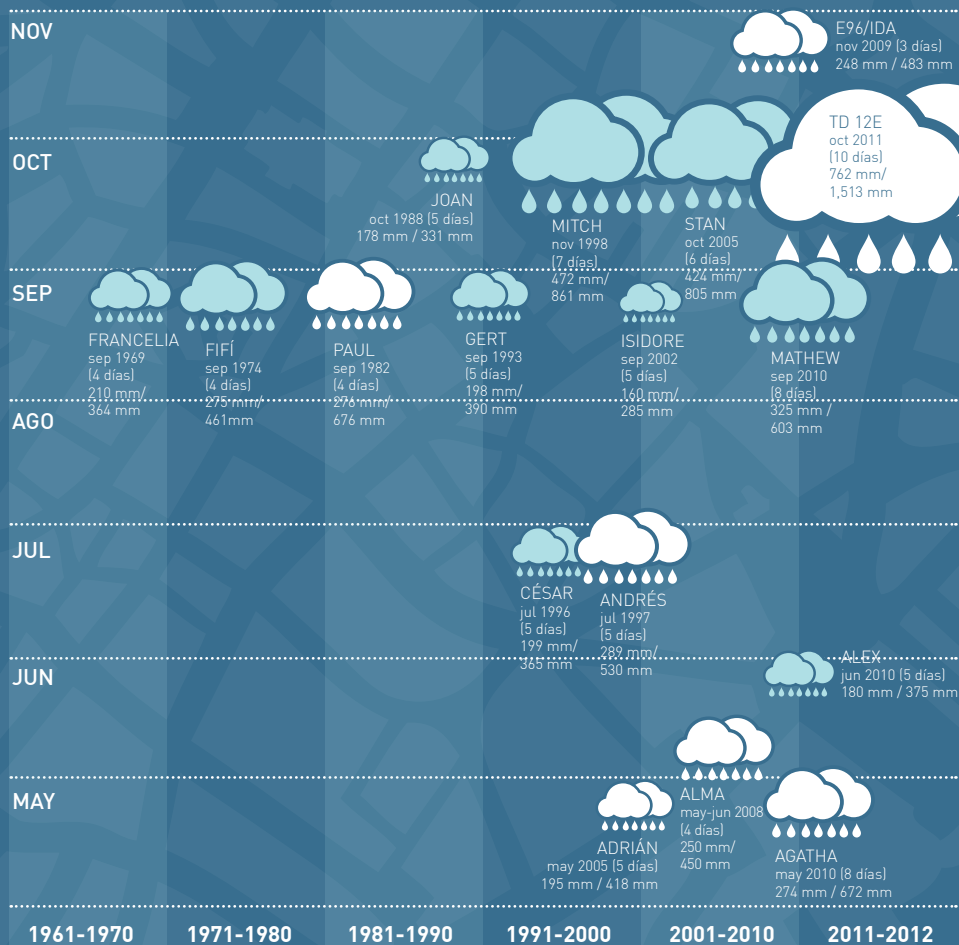 NOV
E96/IDA
nov 2009 (3 días)
248 mm / 483 mm
OCT
JOAN
oct 1988 (5 días)
178 mm / 331 mm
MITCH
nov 1998
(7 días)
472 mm/
861 mm
STAN
oct 2005
(6 días)
424 mm/
805 mm
TD 12E
oct 2011
(10 días)
762 mm/
1,513 mm
SEP
FRANCELIA
sep 1969
(4 días)
210 mm/
364 mm
FIFÍ
sep 1974
(4 días)
275 mm/
461mm
PAUL
sep 1982
(4 días)
276 mm/
676 mm
GERT
sep 1993
(5 días)
198 mm/
390 mm
ISIDORE
sep 2002
(5 días)
160 mm/
285 mm
MATHEW
sep 2010
(8 días)
325 mm /
603 mm
AGO
JUL
CÉSAR
jul 1996
(5 días)
199 mm/
365 mm
ANDRÉS
jul 1997
(5 días)
289 mm/
530 mm
JUN
ALEX
jun 2010 (5 días)
180 mm / 375 mm
MAY
ADRIÁN
may 2005 (5 días)
195 mm / 418 mm
ALMA
may-jun 2008
(4 días)
250 mm/
450 mm
AGATHA
may 2010 (8 días)
274 mm / 672 mm
1961-1970
1971-1980
1981-1990
1991-2000
2001-2010
2011-2012